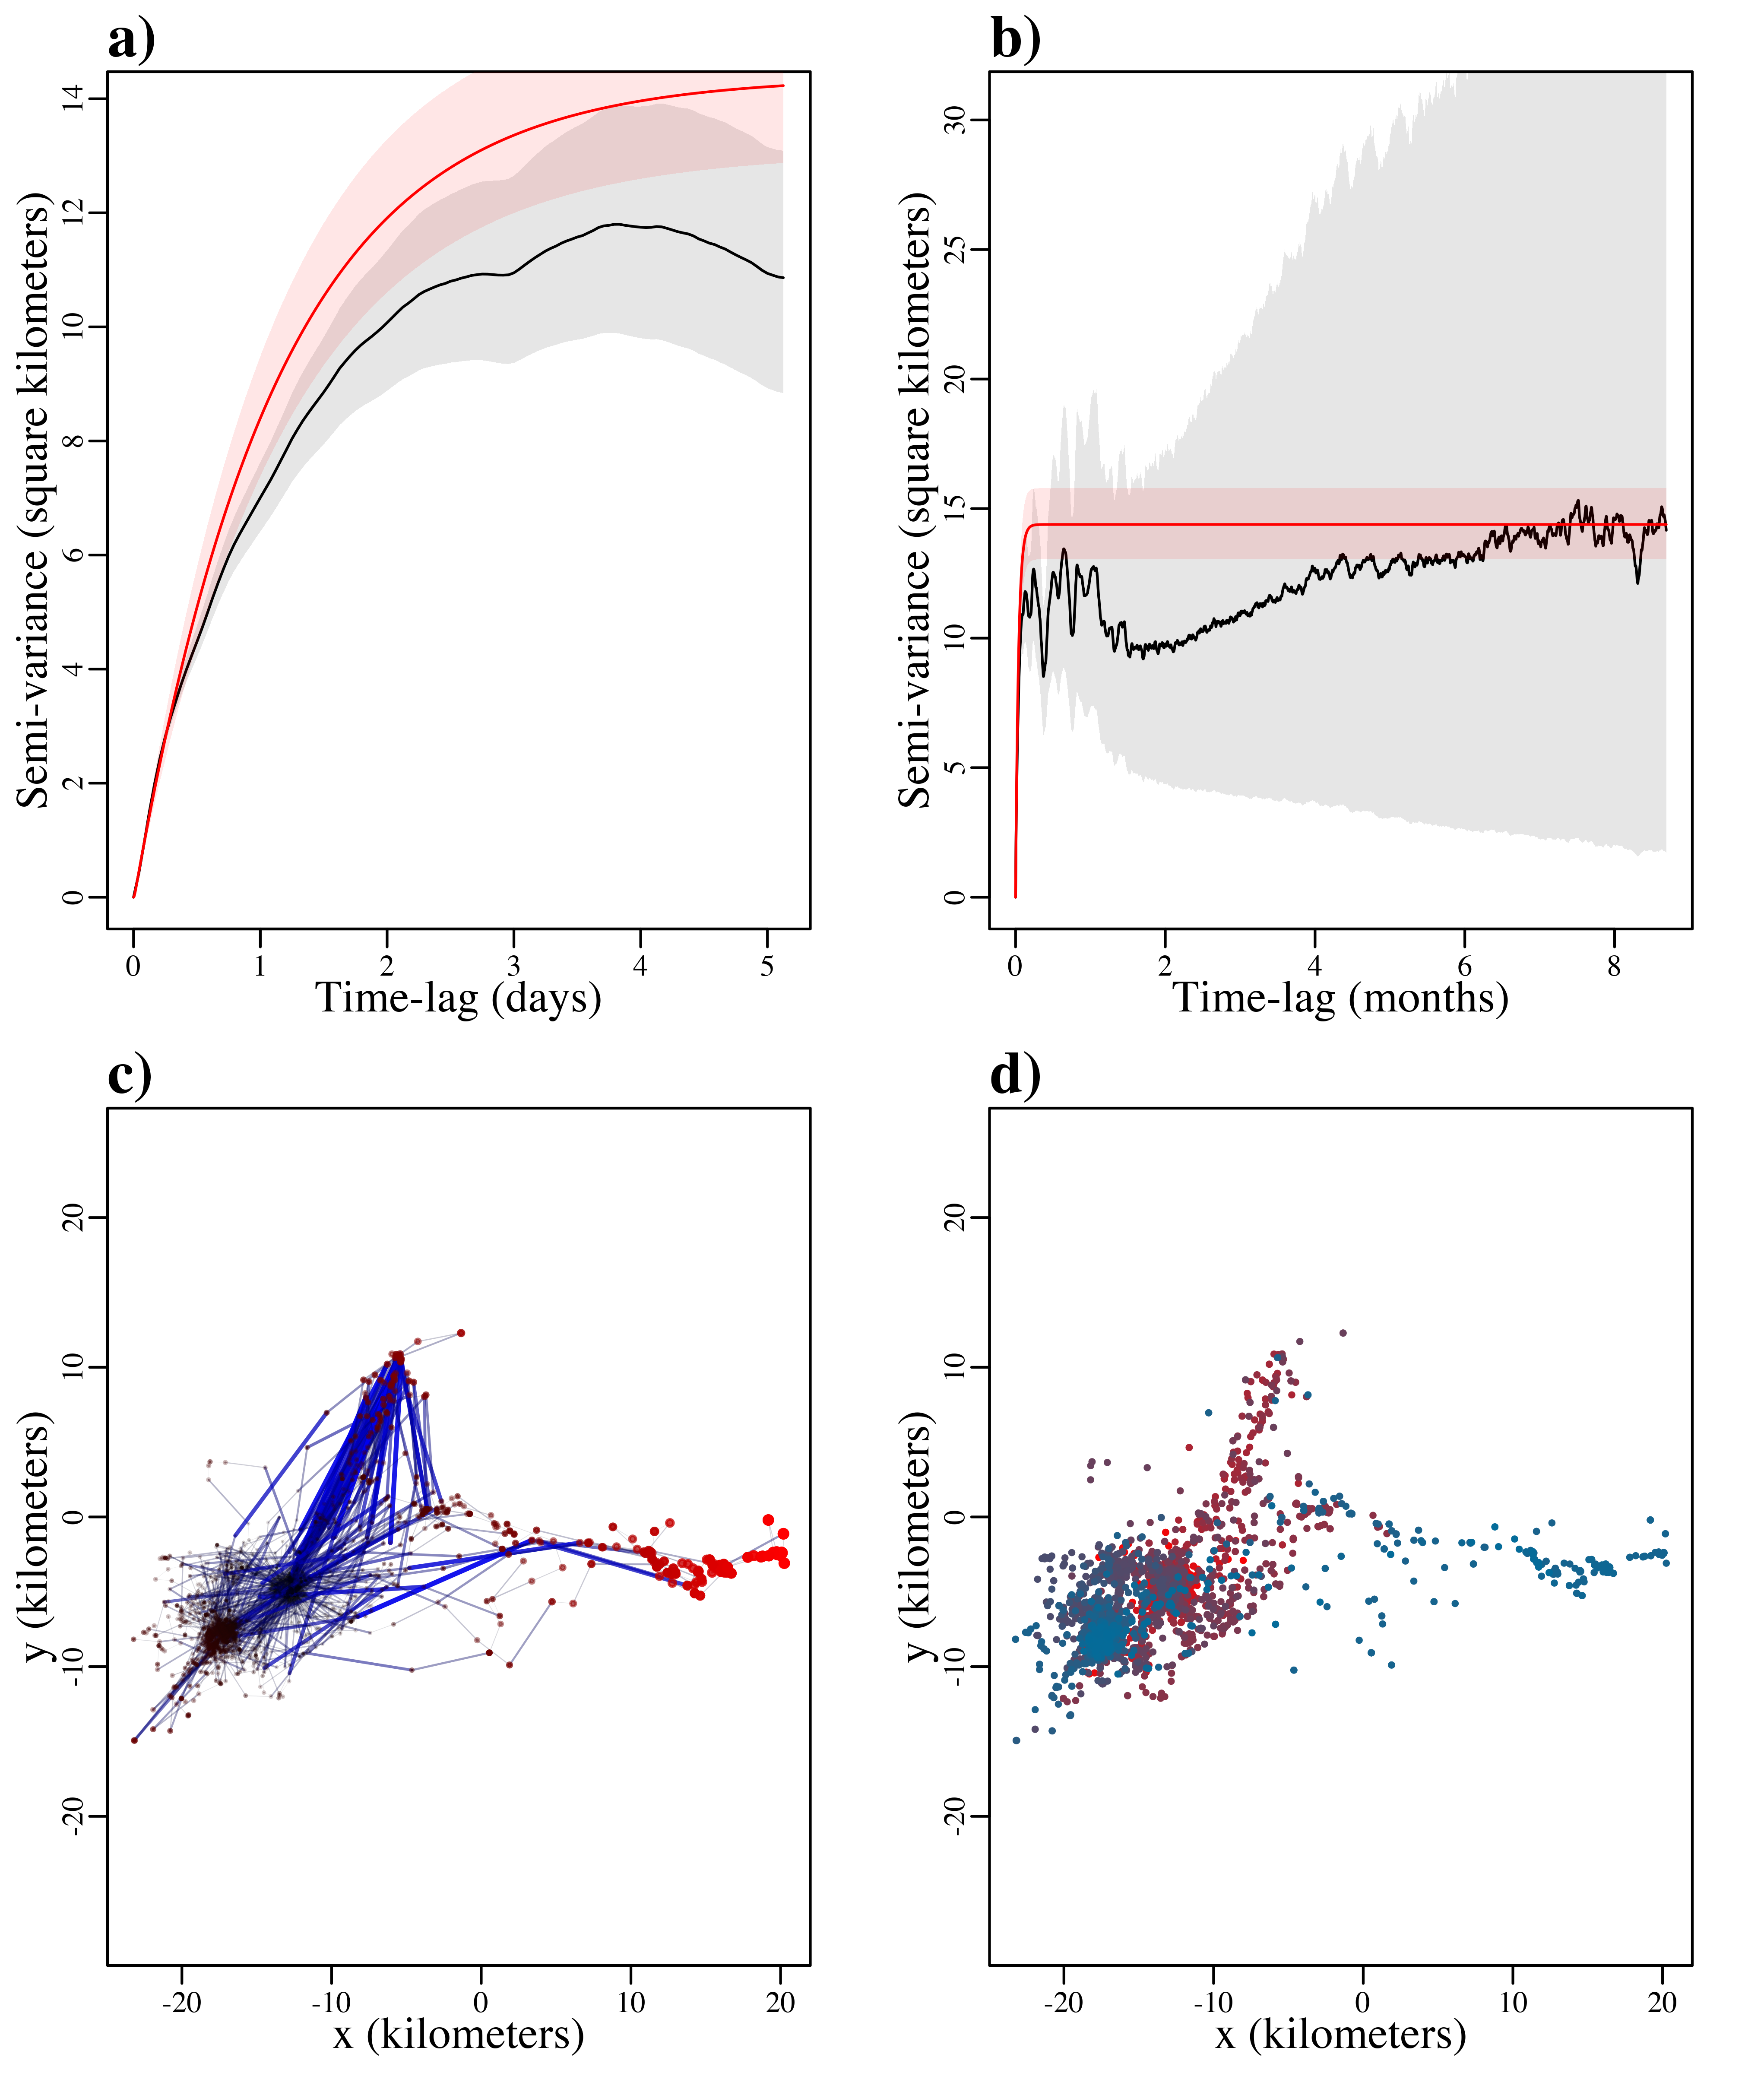 a)
Semi-variance (square kilometers)
14
12
10
8
6
4
2
0
0 1 2 3 4 5
Time-lag (days)
b)
Semi-variance (square kilometers)
30
25
20
15
10
5
0
0 2 4 6 8
Time-lag (months)
c)
y (kilometers)
20
10
0
-10
-20
-20 -10 0 10 20
x (kilometers)
d)
y (kilometers)
20
10
0
-10
-20
-20 -10 0 10 20
x (kilometers)